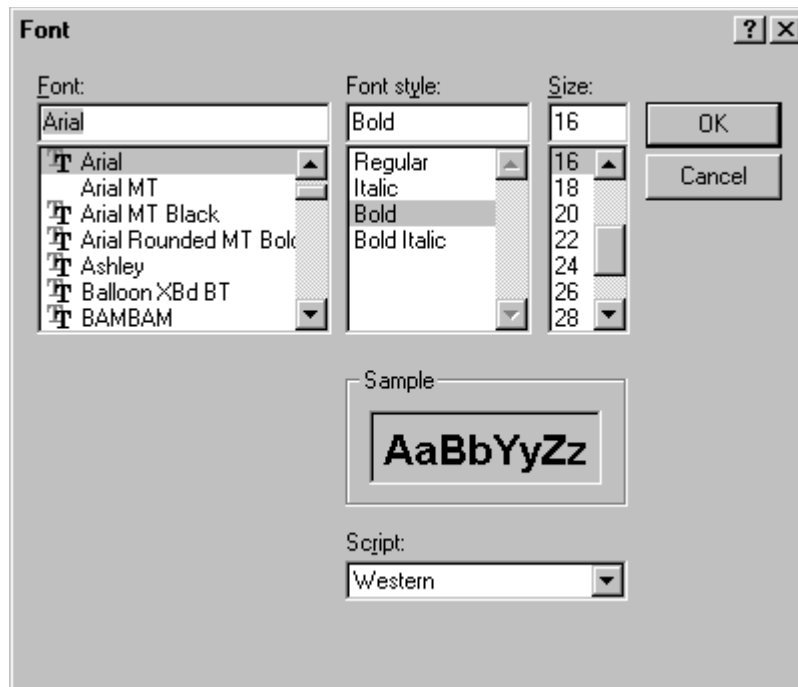 Font
Font:
Arial
Arial
Arial MT
Arial MT Black
Arial Rounded MT Bold
Ashley
Balloon XBd BT
BAMBAM
Font style:
Bold
Regular
Italic
Bold
Bold Italic
Size:
16
16
18
20
22
24
26
28
OK
Cancel
Sample
AaBbYyZz
Script:
Western